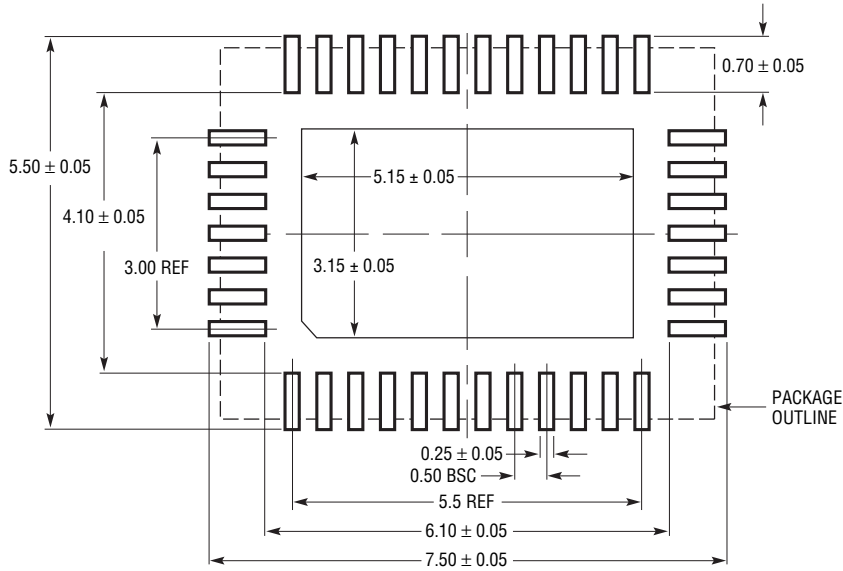 0.70 ± 0.05
5.50 ± 0.05
5.15 ± 0.05
4.10 ± 0.05
3.00 REF
3.15 ± 0.05
PACKAGE
OUTLINE
0.25 ± 0.05
0.50 BSC
5.5 REF
6.10 ± 0.05
7.50 ± 0.05